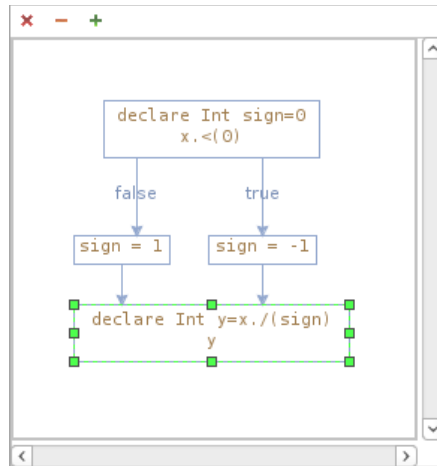 declare Int sign=0
x.<(0)
false
true
sign = 1
sign = -1
declare Int y=x./(sign)
y